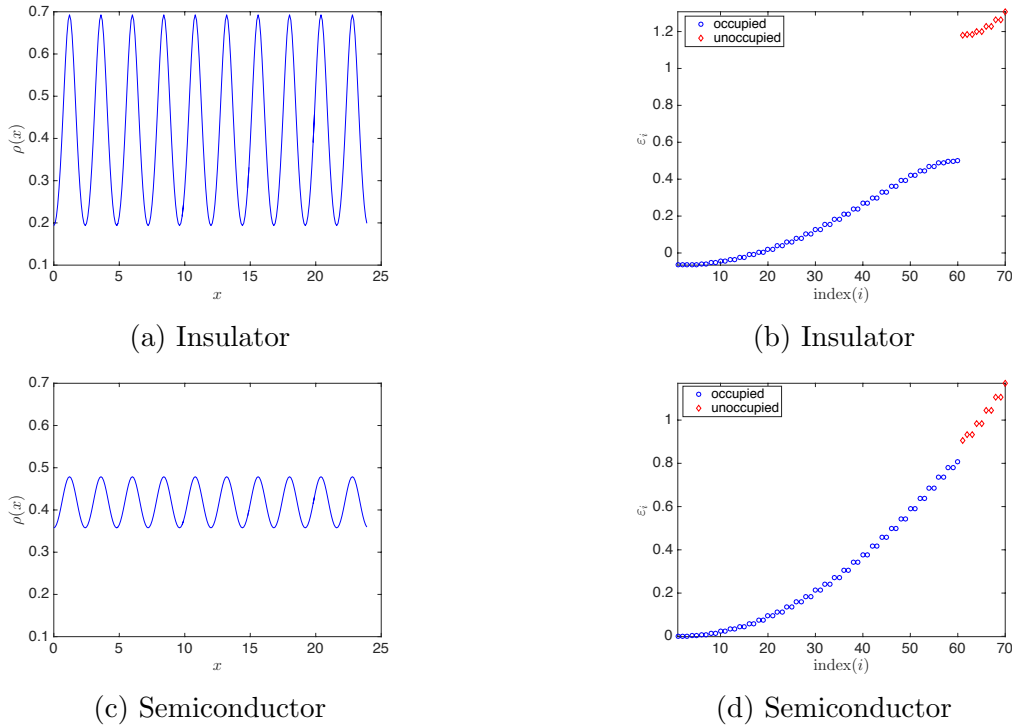 0.7
0.6
0.5
0.4
0.3
0.2
0.1
ρ(x)
0 5 10 15 20 25
x
(a) Insulator
occupied
unoccupied
1.2
1
0.8
0.6
0.4
0.2
0
ε_i
10 20 30 40 50 60 70
index(i)
(b) Insulator
0.7
0.6
0.5
0.4
0.3
0.2
0.1
ρ(x)
0 5 10 15 20 25
x
(c) Semiconductor
occupied
unoccupied
1
0.8
0.6
0.4
0.2
0
ε_i
10 20 30 40 50 60 70
index(i)
(d) Semiconductor